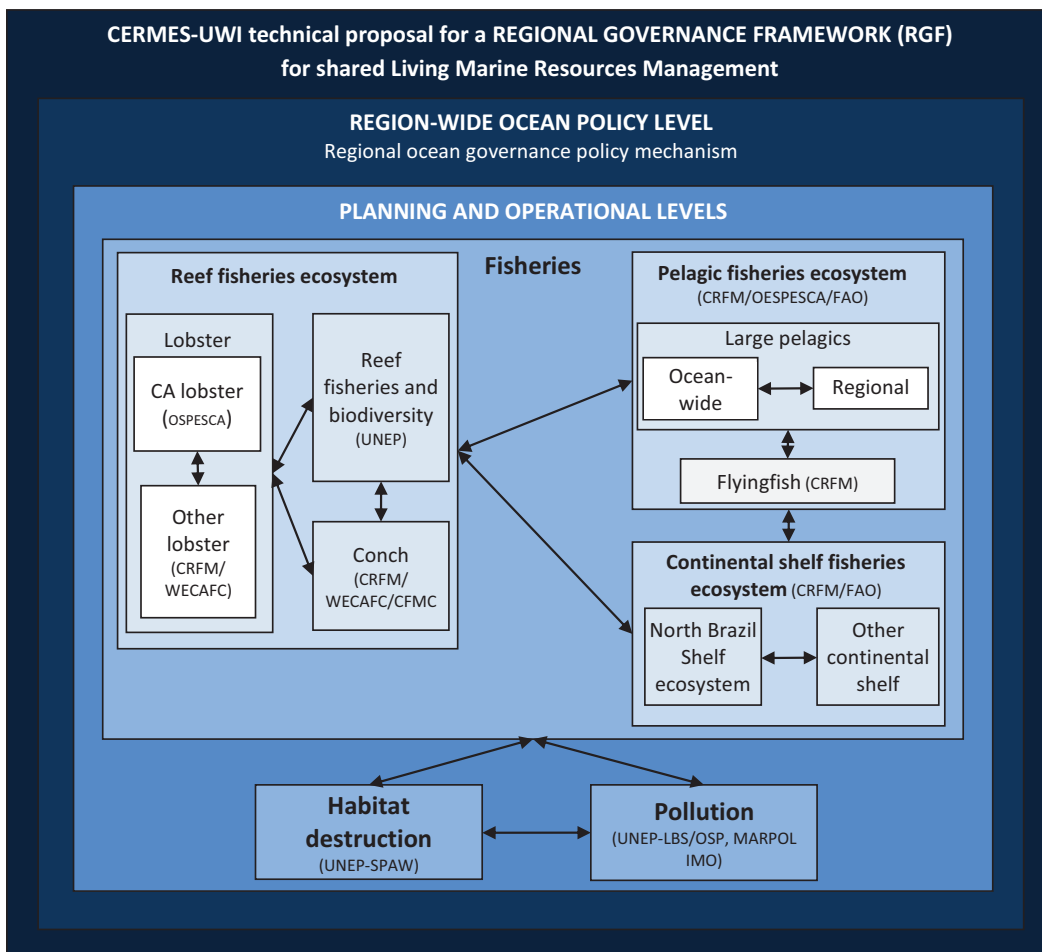 CERMES-UWI technical proposal for a REGIONAL GOVERNANCE FRAMEWORK (RGF)
for shared Living Marine Resources Management
REGION-WIDE OCEAN POLICY LEVEL
Regional ocean governance policy mechanism
PLANNING AND OPERATIONAL LEVELS
Fisheries
Reef fisheries ecosystem
Lobster
CA lobster
(OSPESCA)
Other
lobster
(CRFM/
WECAFC)
Reef
fisheries and
biodiversity
(UNEP)
Conch
(CRFM/
WECAFC/CFMC
Pelagic fisheries ecosystem
(CRFM/OESPESCA/FAO)
Large pelagics
Ocean-
wide
Regional
Flyingfish (CRFM)
Continental shelf fisheries
ecosystem (CRFM/FAO)
North Brazil
Shelf
ecosystem
Other
continental
shelf
Habitat
destruction
(UNEP-SPAW)
Pollution
(UNEP-LBS/OSP, MARPOL
IMO)